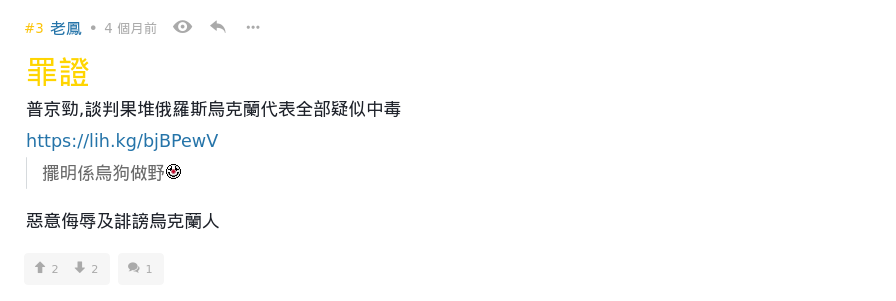 #3 老鳳 • 4 個月前
罪證
普京勁,談判果堆俄羅斯烏克蘭代表全部疑似中毒
https://lih.kg/bjBPewV
擺明係烏狗做野🤡
惡意侮辱及誹謗烏克蘭人
2 2 1